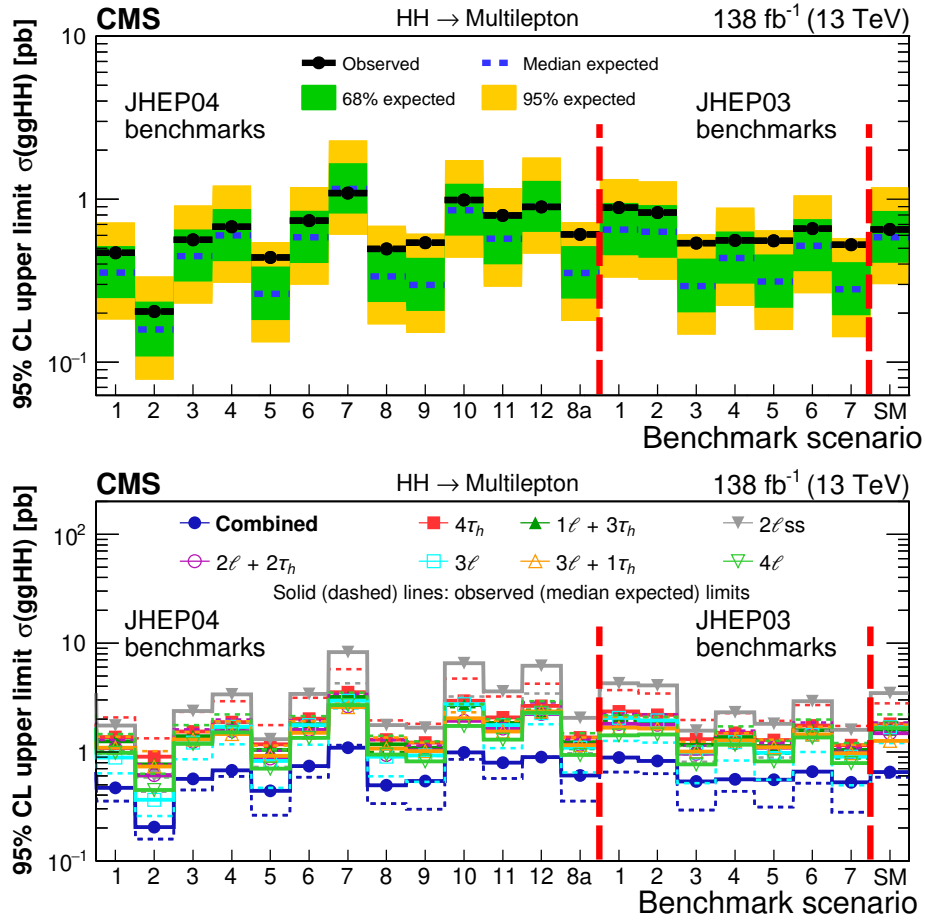 CMS HH → Multilepton 138 fb⁻¹ (13 TeV)
95% CL upper limit σ(ggHH) [pb]
10
1
10⁻¹
Observed Median expected
68% expected 95% expected
JHEP04 benchmarks
JHEP03 benchmarks
1 2 3 4 5 6 7 8 9 10 11 12 8a 1 2 3 4 5 6 7 SM
Benchmark scenario
CMS HH → Multilepton 138 fb⁻¹ (13 TeV)
95% CL upper limit σ(ggHH) [pb]
10²
10
1
10⁻¹
Combined 4τₕ 1ℓ + 3τₕ 2ℓss
2ℓ + 2τₕ 3ℓ 3ℓ + 1τₕ 4ℓ
Solid (dashed) lines: observed (median expected) limits
JHEP04 benchmarks
JHEP03 benchmarks
1 2 3 4 5 6 7 8 9 10 11 12 8a 1 2 3 4 5 6 7 SM
Benchmark scenario